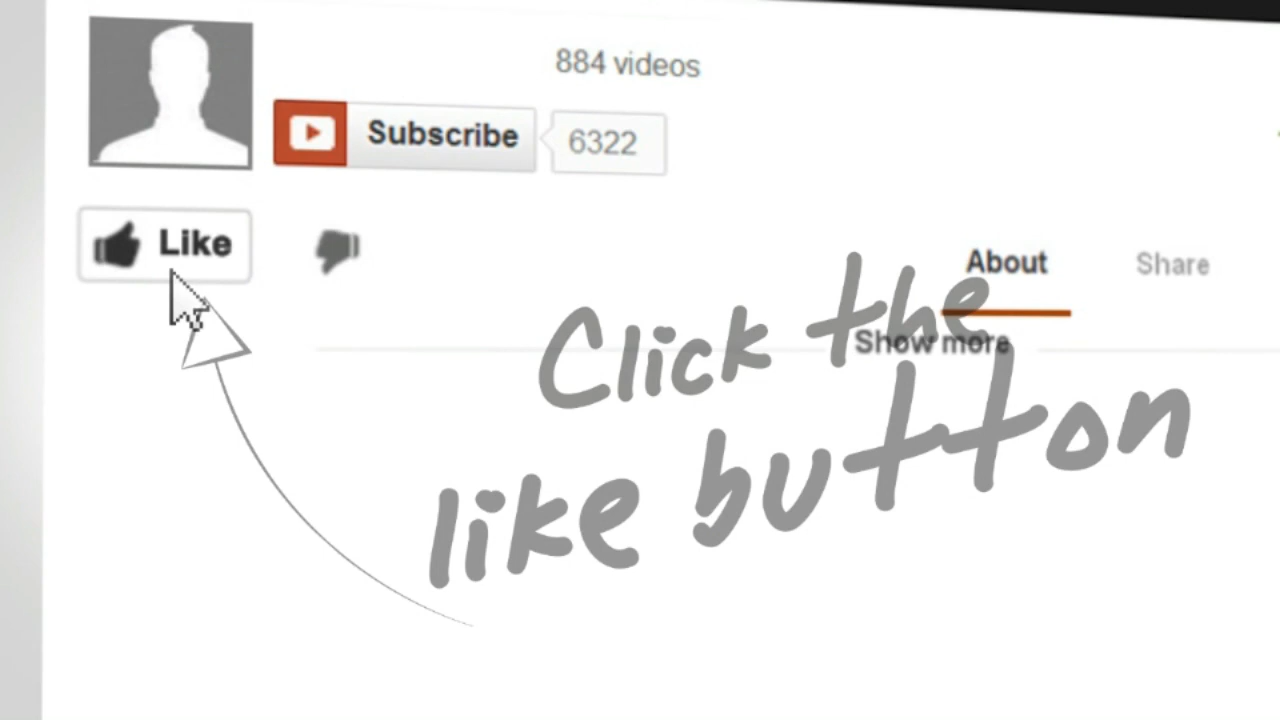 884 videos
Subscribe 6322
Like
About Share
Show more
Click the
like button